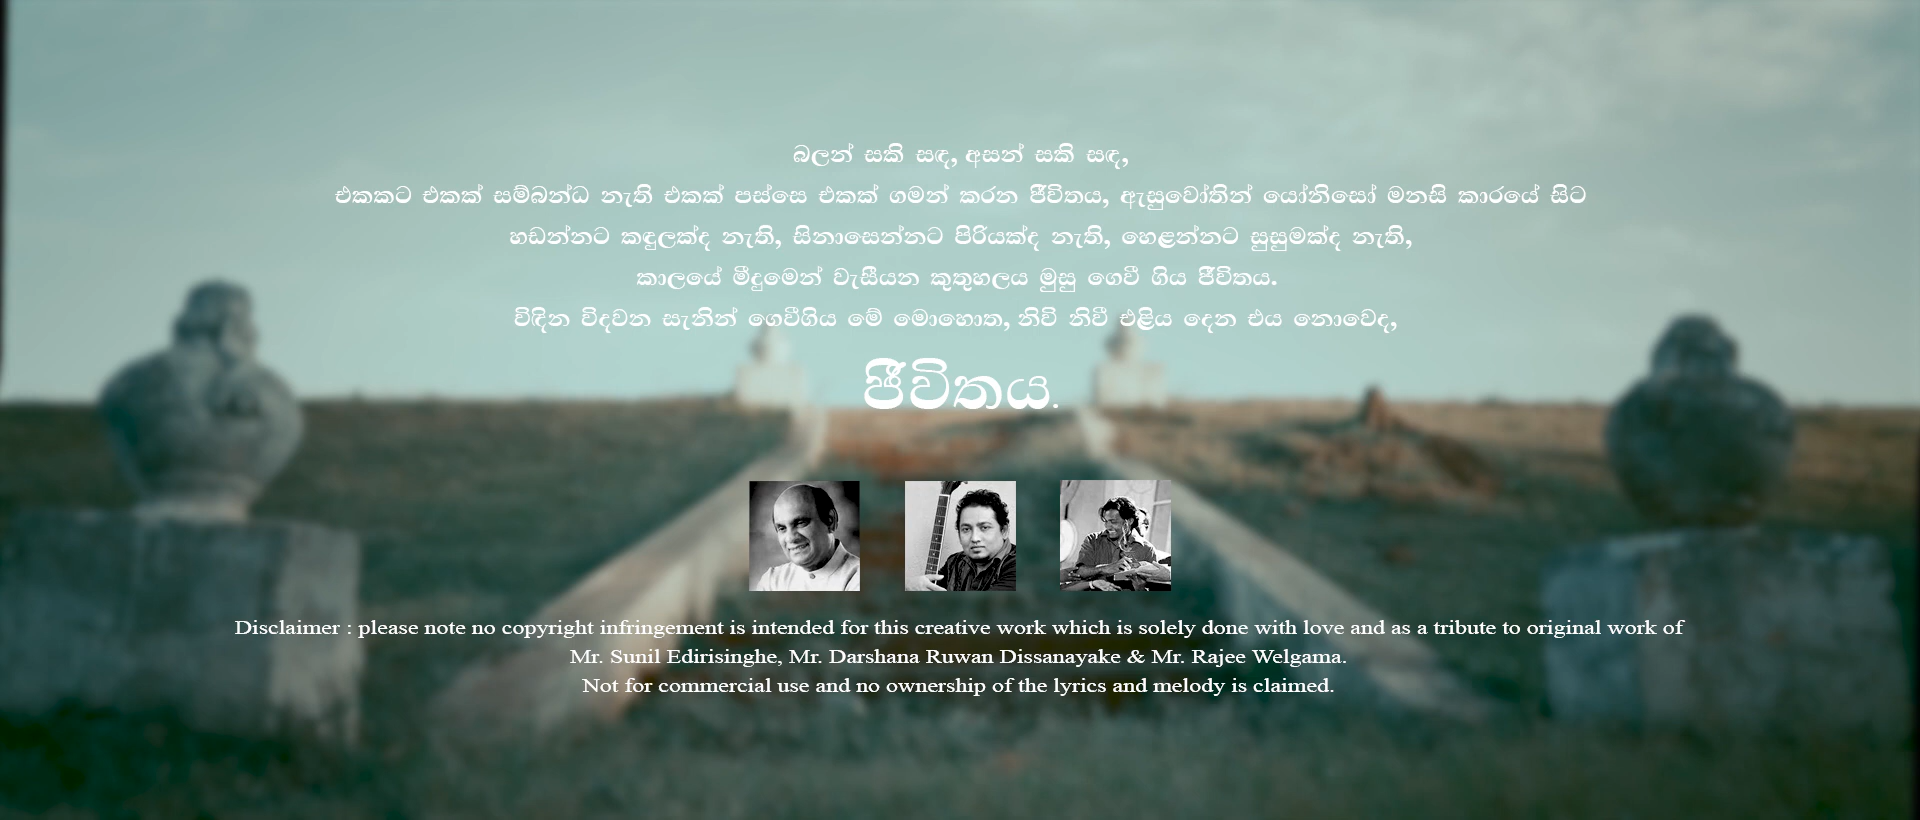 බලන් සකි සඳ, අසන් සකි සඳ,
එකකට එකක් සම්බන්ධ නැති එකක් පස්සෙ එකක් ගමන් කරන ජීවිතය, ඇසුවෝතින් යෝනිසෝ මනසි කාරයේ සිට
හඩන්නට කඳුලක්ද නැති, සිනාසෙන්නට පිරියක්ද නැති, හෙළන්නට සුසුමක්ද නැති,
කාලයේ මීදුමෙන් වැසීයන කුතුහලය මුසු ගෙවී ගිය ජීවිතය.
විඳින විදවන සැනින් ගෙවීගිය මේ මොහොත, නිවි නිවී එළිය දෙන එය නොවෙද,
ජීවිතය.
Disclaimer : please note no copyright infringement is intended for this creative work which is solely done with love and as a tribute to original work of
Mr. Sunil Edirisinghe, Mr. Darshana Ruwan Dissanayake & Mr. Rajee Welgama.
Not for commercial use and no ownership of the lyrics and melody is claimed.